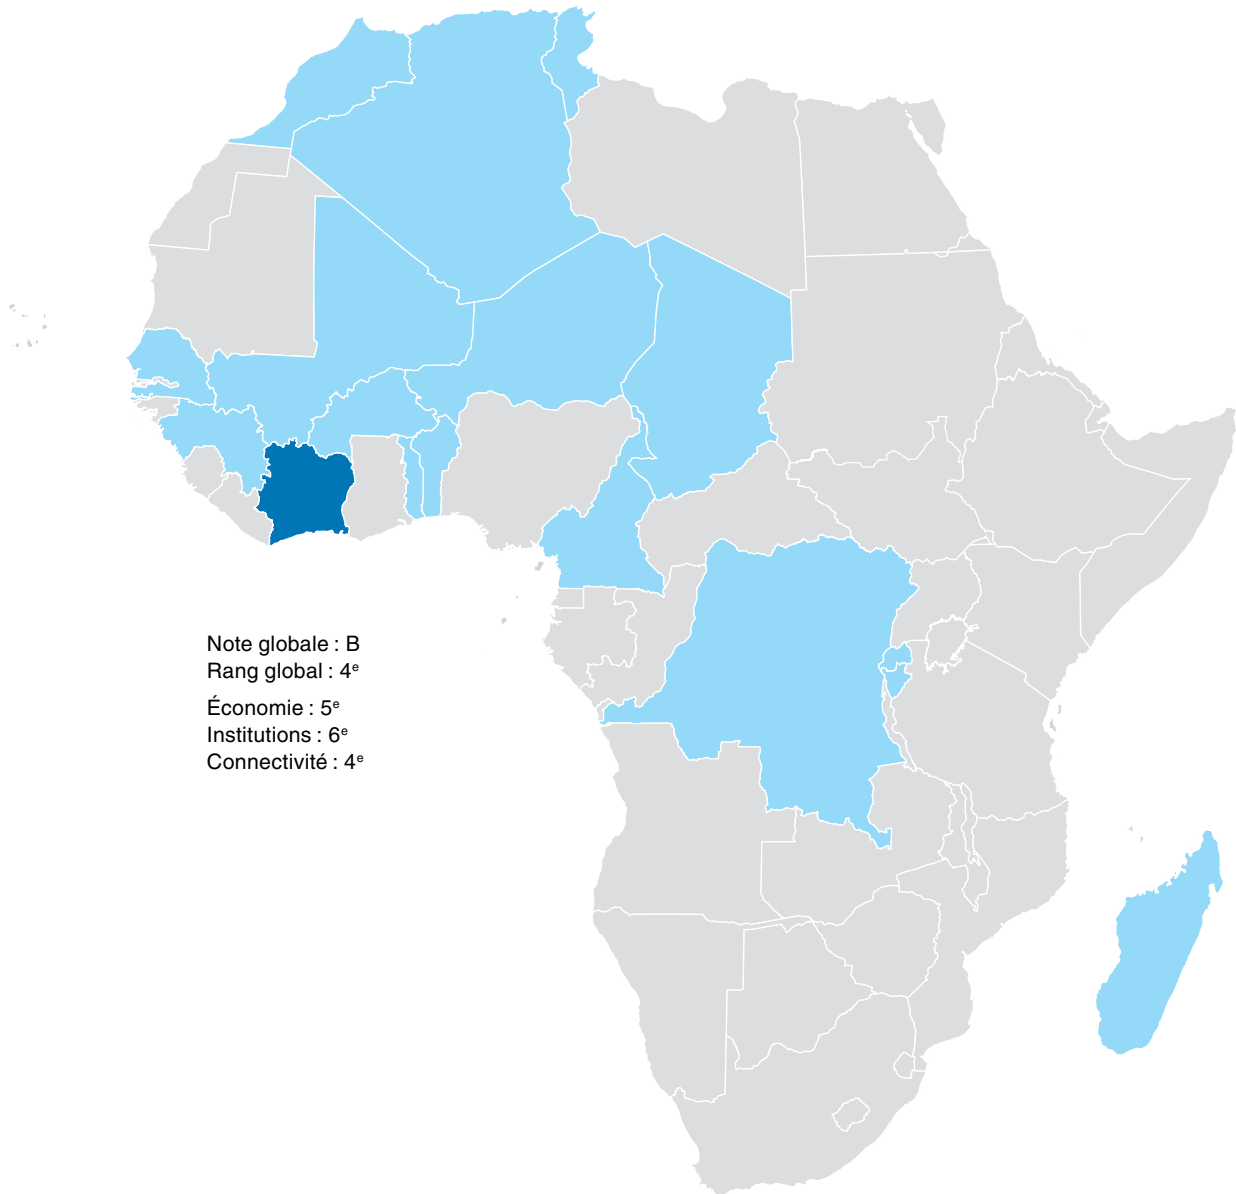 Note globale : B
Rang global : 4e
Économie : 5e
Institutions : 6e
Connectivité : 4e